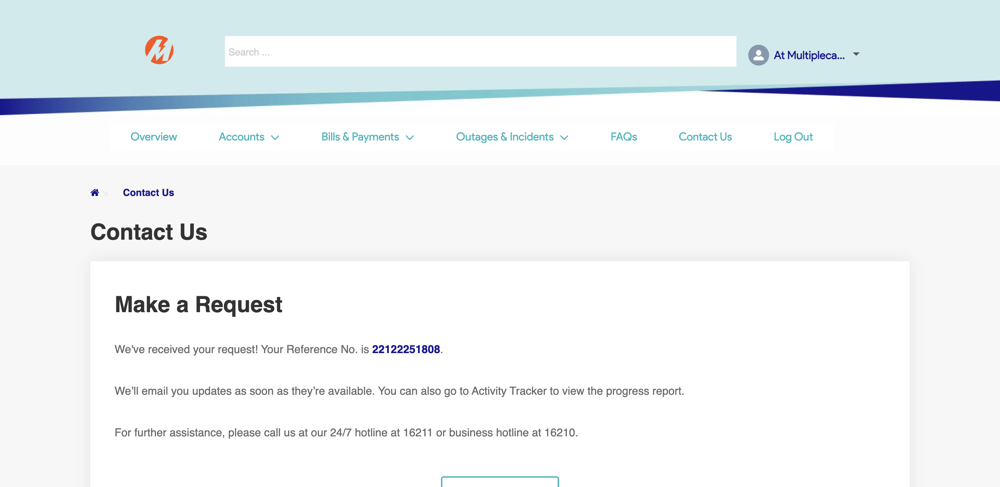 Search ...
At Multipleca...
Overview
Accounts
Bills & Payments
Outages & Incidents
FAQs
Contact Us
Log Out
> Contact Us
Contact Us
Make a Request
We've received your request! Your Reference No. is 22122251808.
We’ll email you updates as soon as they’re available. You can also go to Activity Tracker to view the progress report.
For further assistance, please call us at our 24/7 hotline at 16211 or business hotline at 16210.